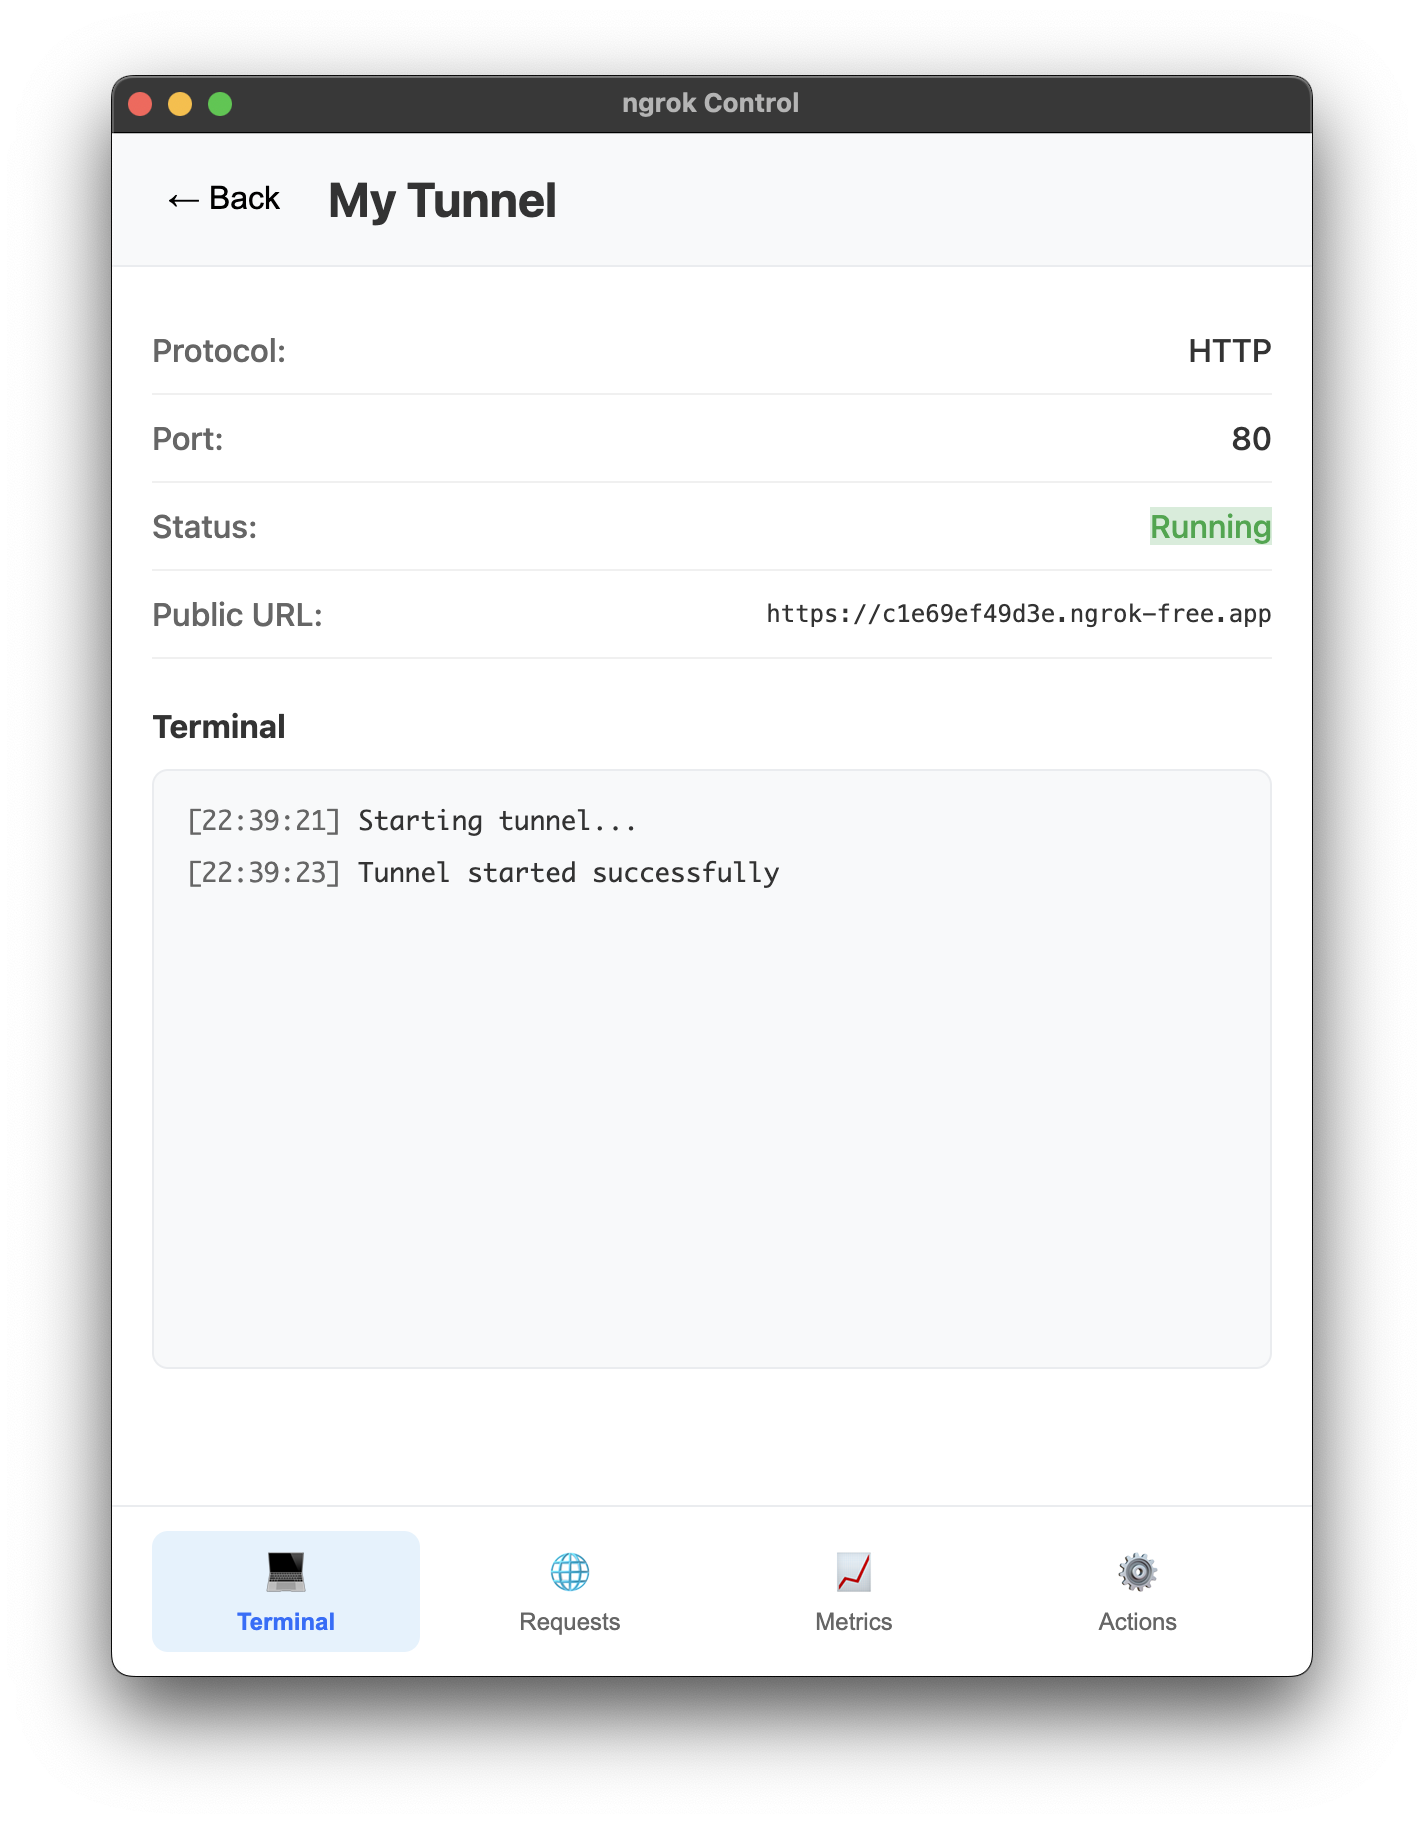 ngrok Control
← Back My Tunnel
Protocol: HTTP
Port: 80
Status: Running
Public URL: https://c1e69ef49d3e.ngrok-free.app
Terminal
[22:39:21] Starting tunnel...
[22:39:23] Tunnel started successfully
Terminal Requests Metrics Actions